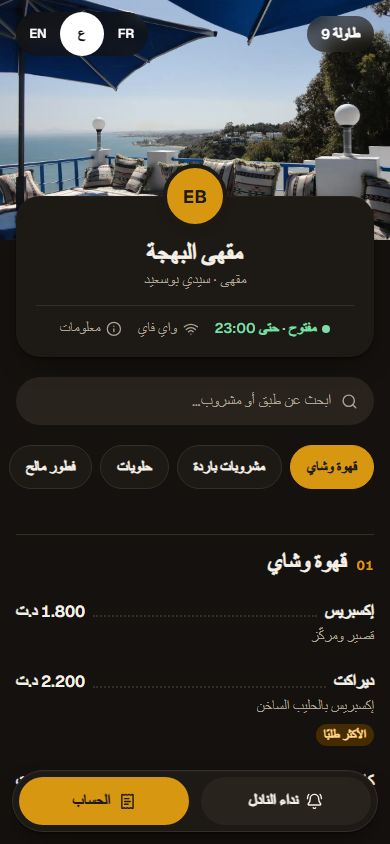 طاولة 9
FR ع EN
EB
مقهى البهجة
مقهى · سيدي بوسعيد
مفتوح · حتى 23:00 واي فاي معلومات
ابحث عن طبق أو مشروب...
قهوة وشاي مشروبات باردة حلويات فطور مالح
01 قهوة وشاي
إكسبريس 1.800 د.ت
قصير ومركّز
ديراكت 2.200 د.ت
إكسبريس بالحليب الساخن
الأكثر طلبًا
نداء النادل الحساب